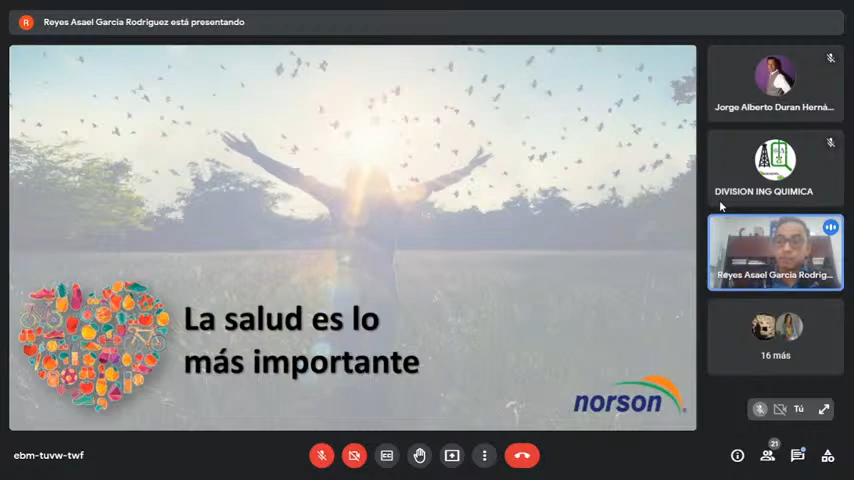 R
Reyes Asael Garcia Rodriguez está presentando
La salud es lo
más importante
norson
Jorge Alberto Duran Herná...
DIVISION ING QUIMICA
Reyes Asael Garcia Rodrig...
16 más
Tú
ebm-tuvw-twf
21